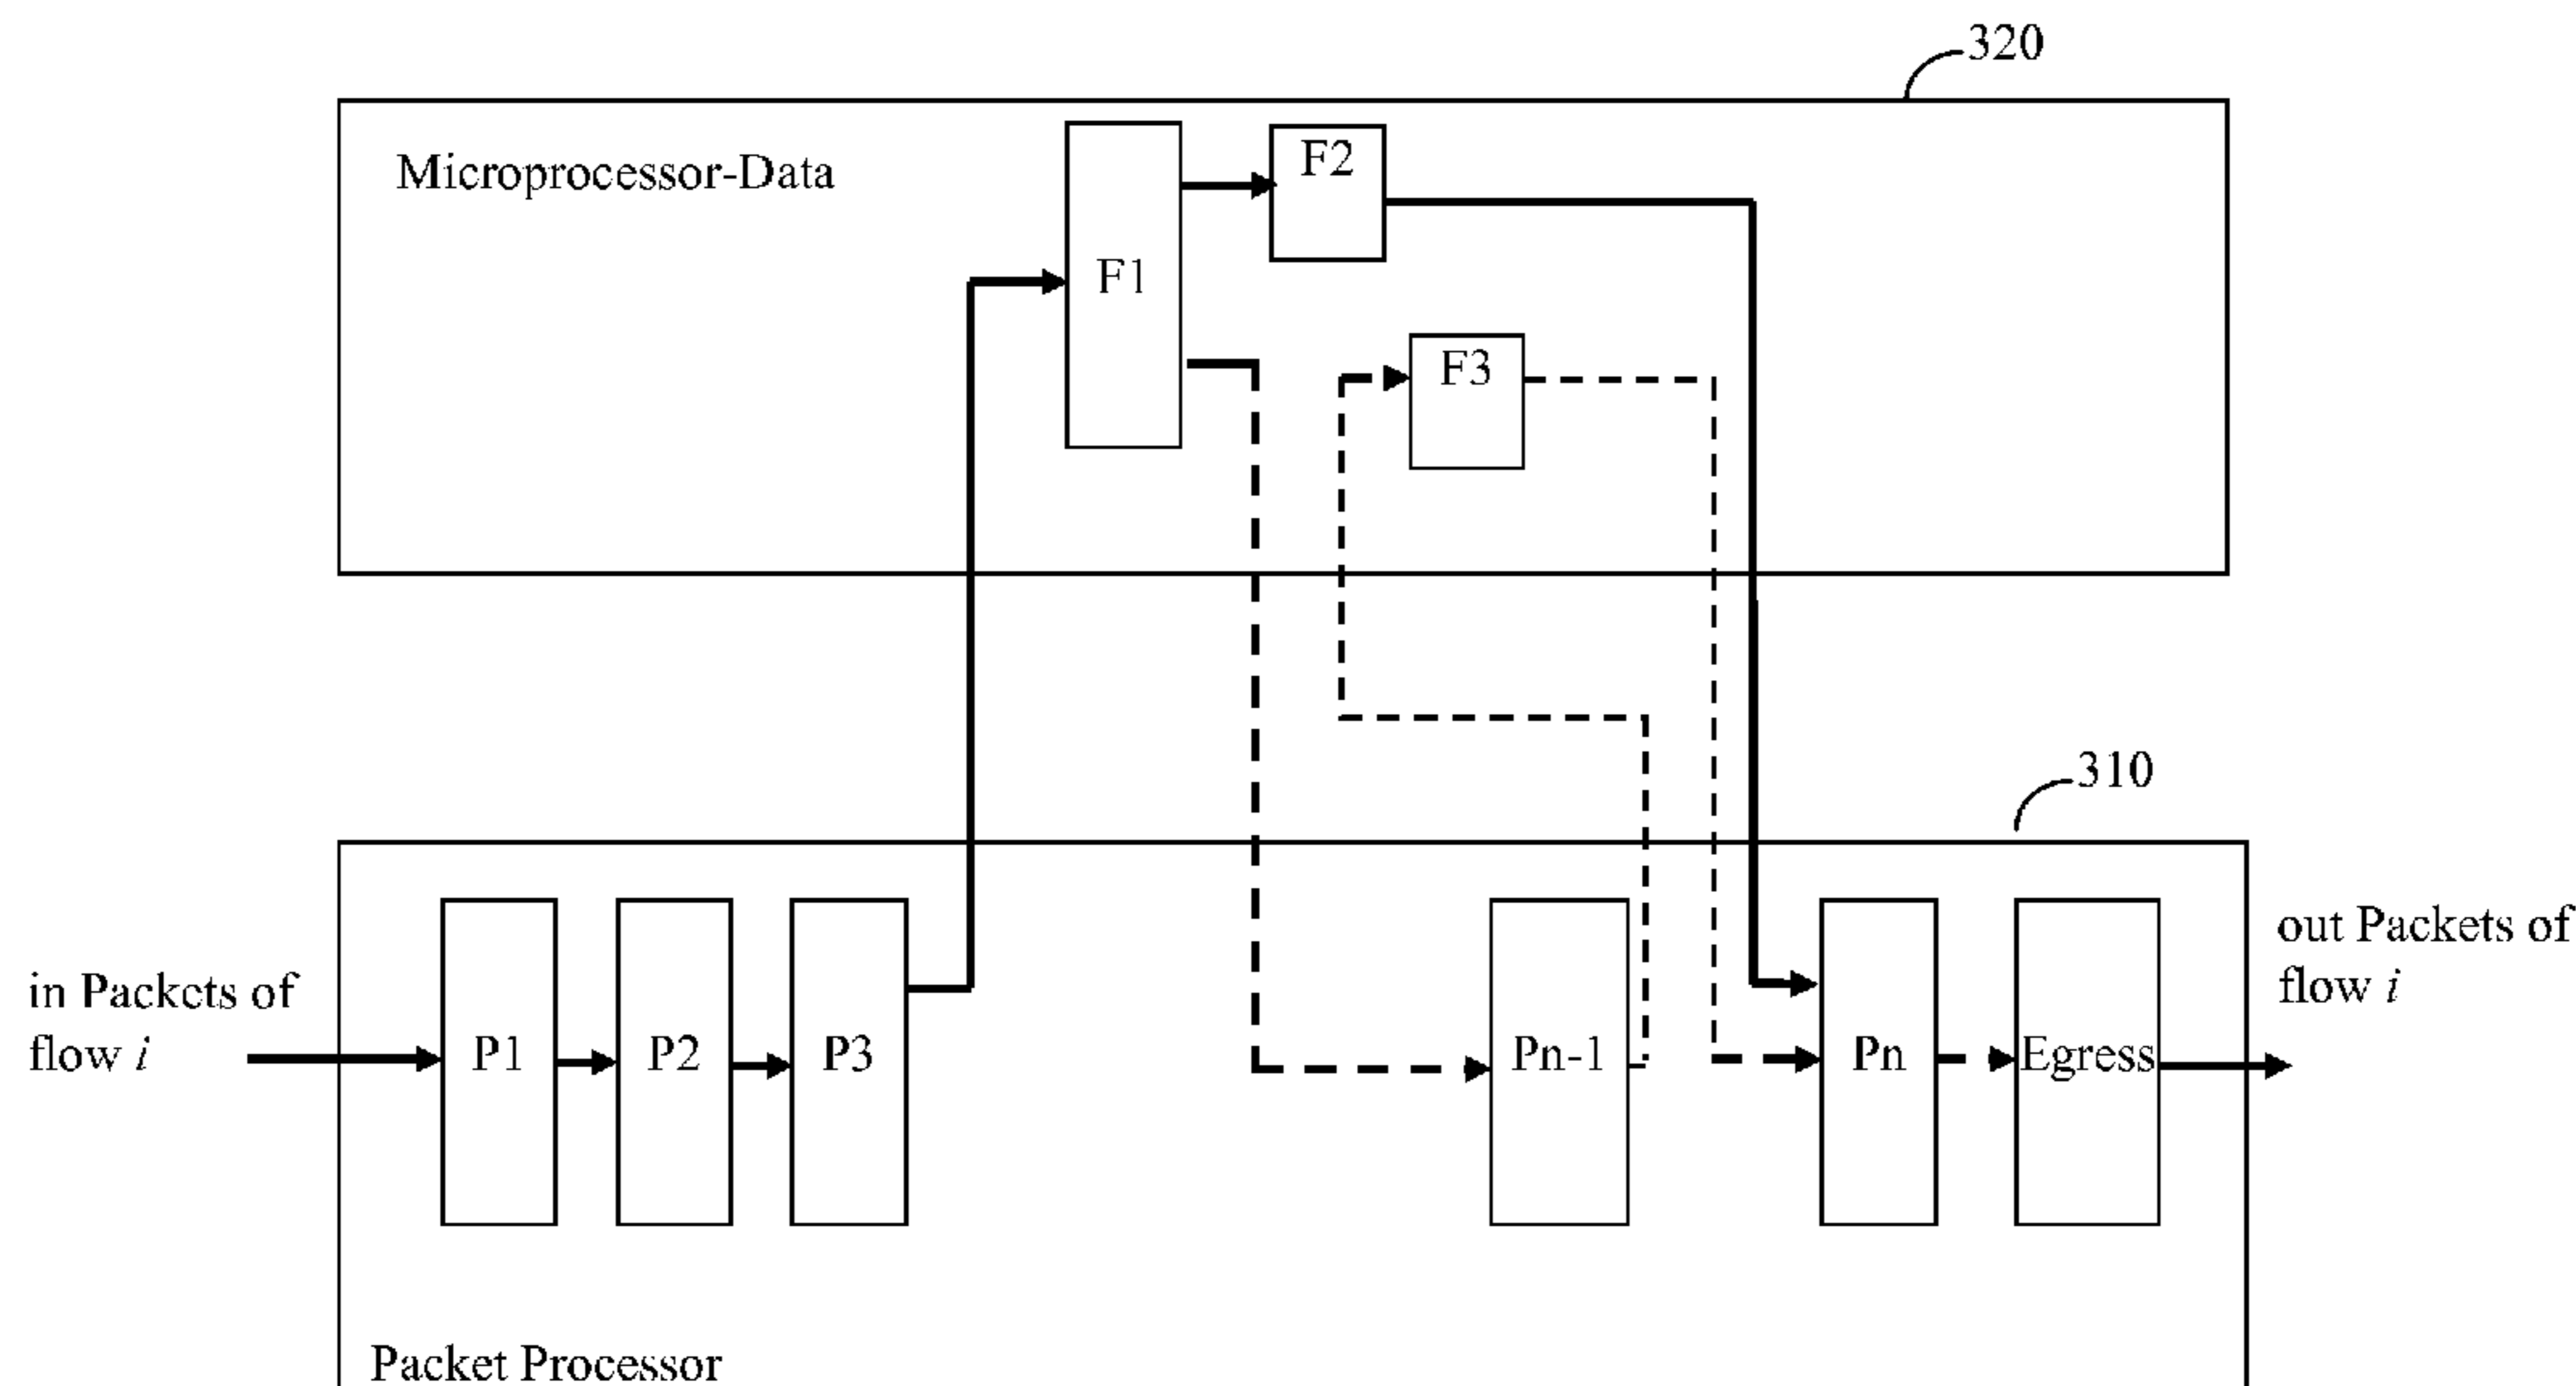 320
Microprocessor-Data
F1
F2
F3
310
in Packets of
flow i
P1
P2
P3
Pn-1
Pn
Egress
out Packets of
flow i
Packet Processor